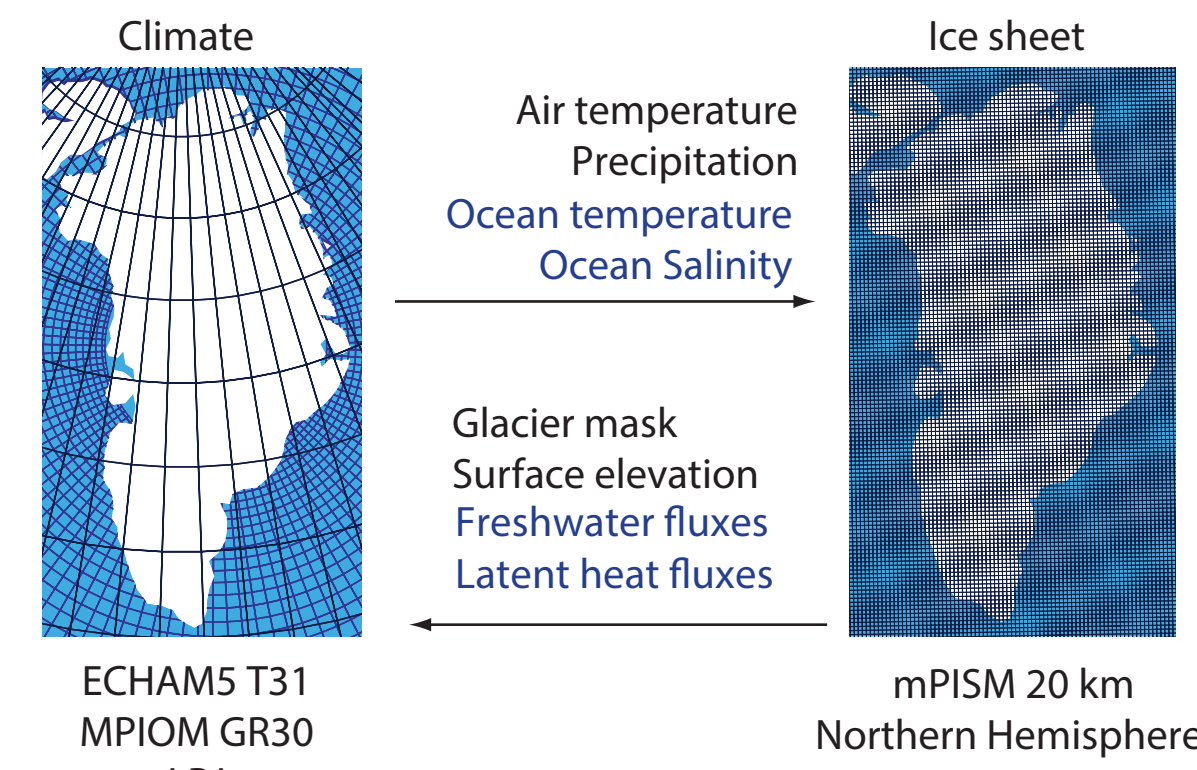 Climate
Ice sheet
Air temperature
Precipitation
Ocean temperature
Ocean Salinity
Glacier mask
Surface elevation
Freshwater fluxes
Latent heat fluxes
ECHAM5 T31
MPIOM GR30
mPISM 20 km
Northern Hemisphere